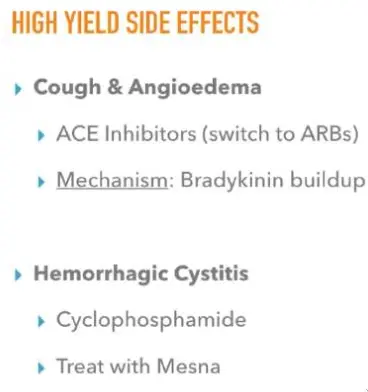 HIGH YIELD SIDE EFFECTS
Cough & Angioedema
ACE Inhibitors (switch to ARBs)
Mechanism: Bradykinin buildup
Hemorrhagic Cystitis
Cyclophosphamide
Treat with Mesna